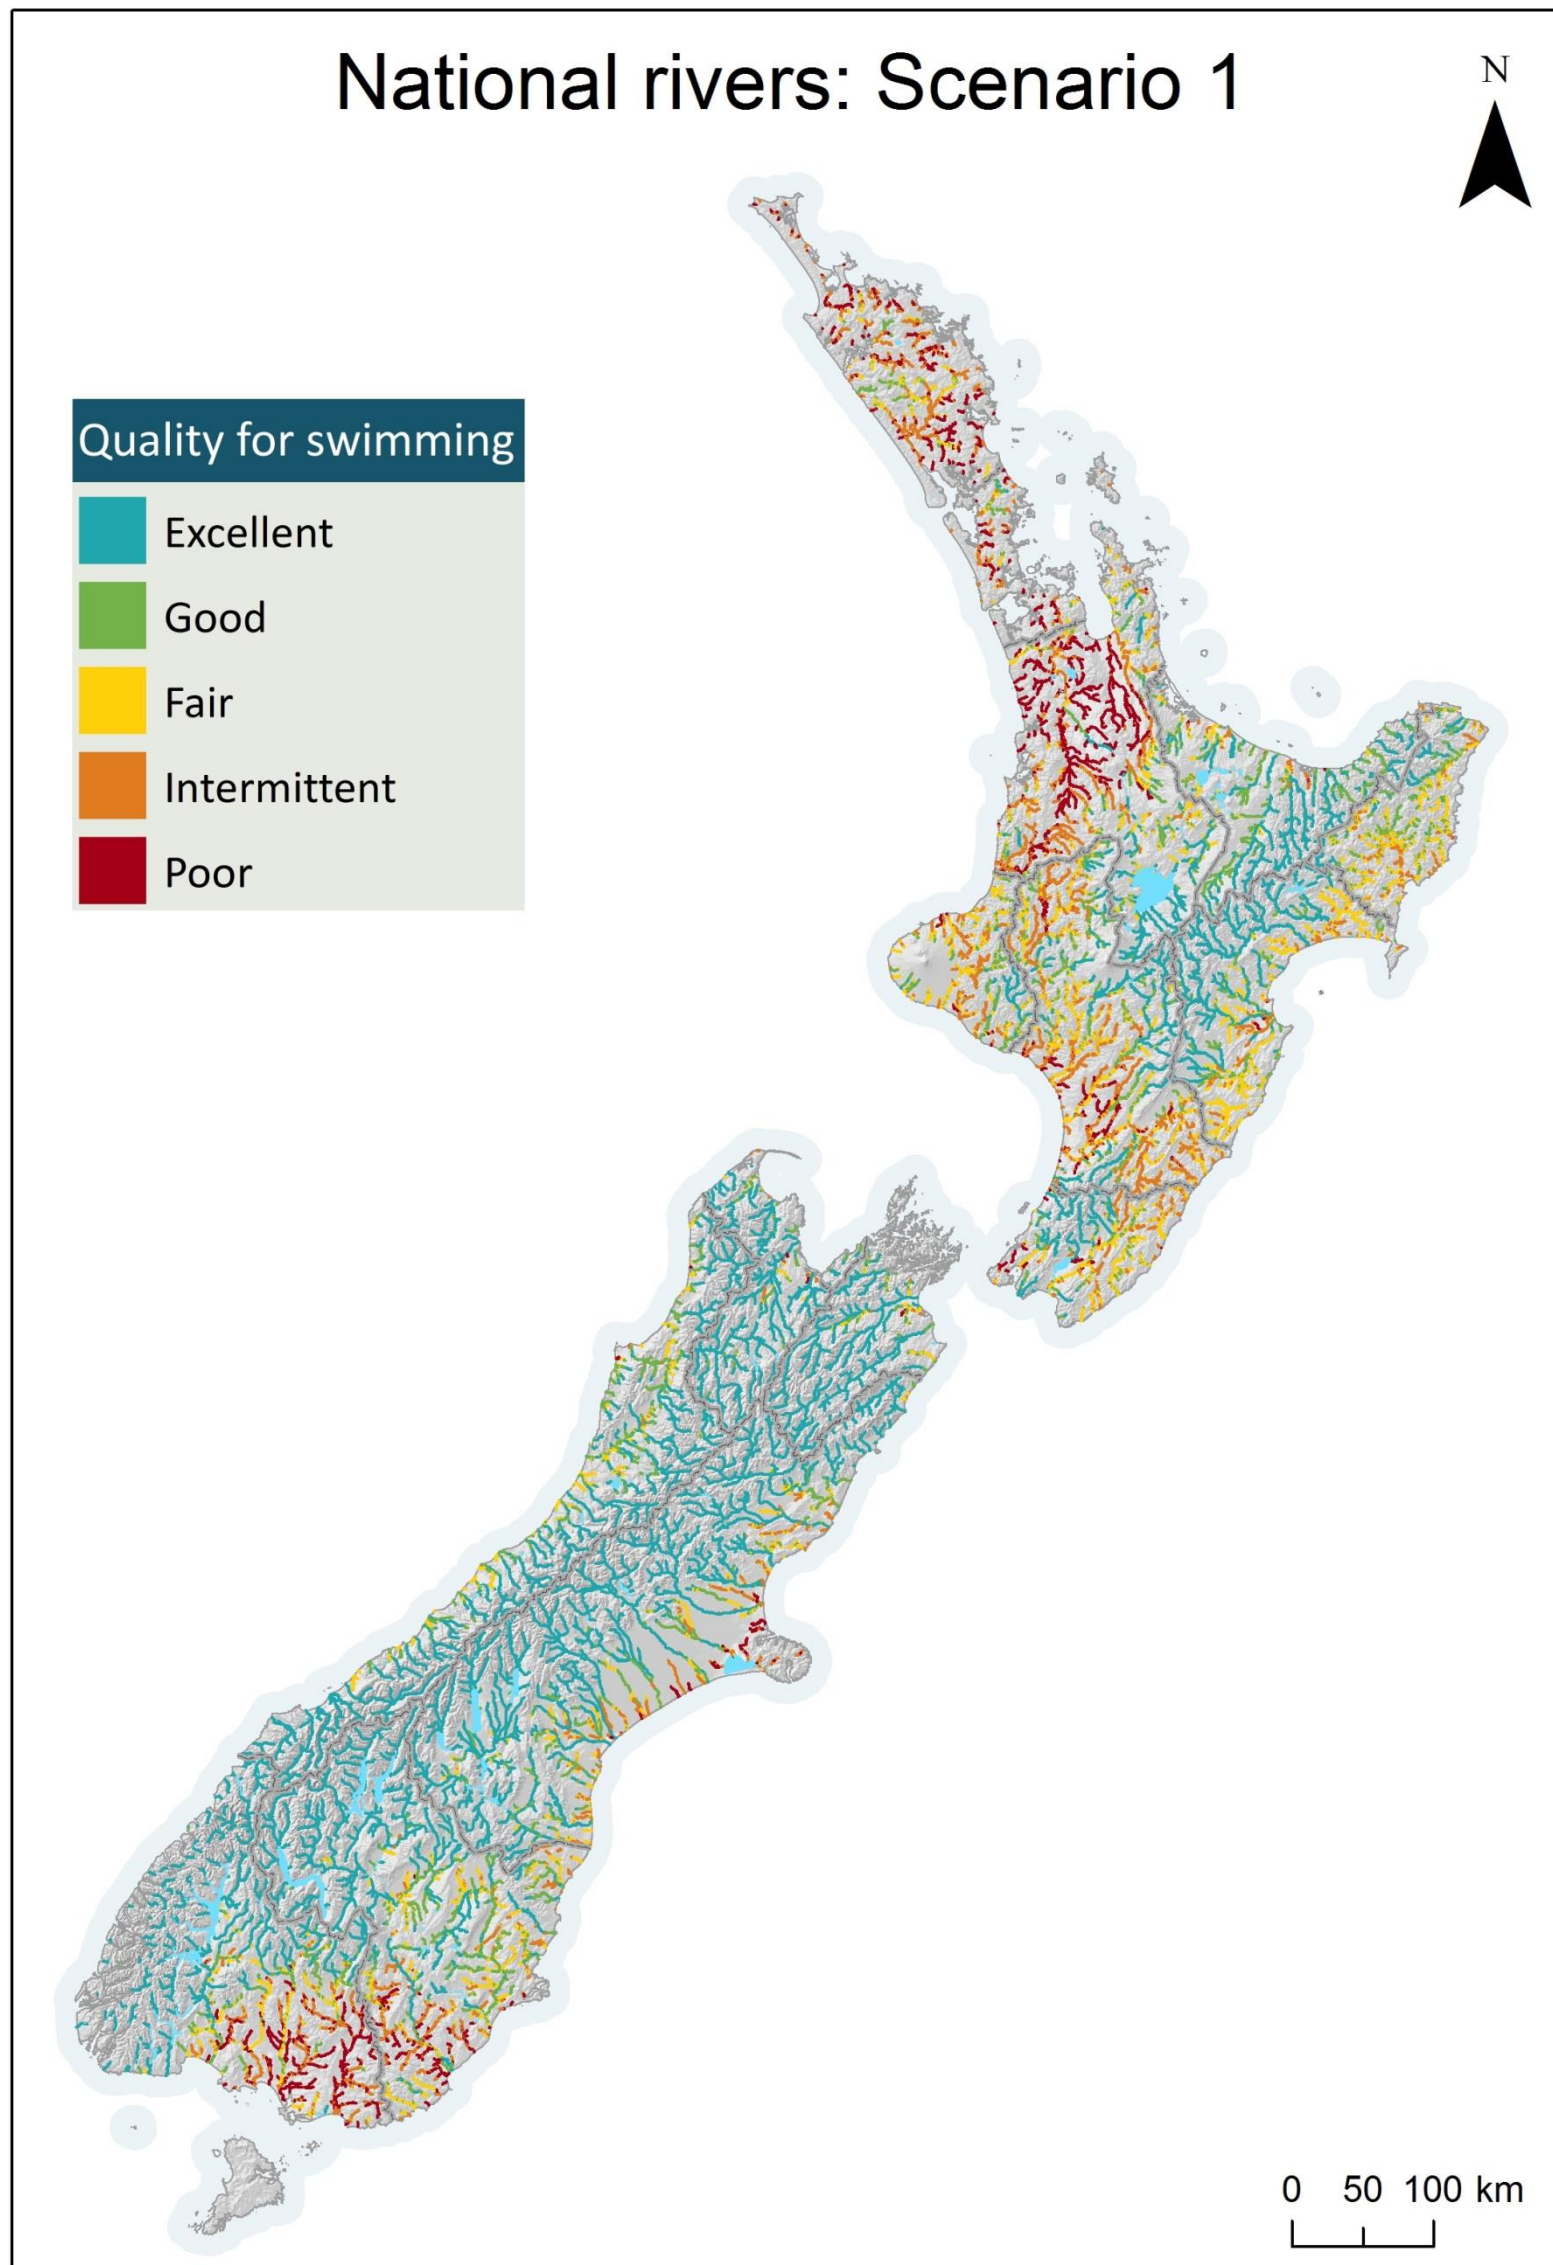 National rivers: Scenario 1
N
Quality for swimming
Excellent
Good
Fair
Intermittent
Poor
0 50 100 km